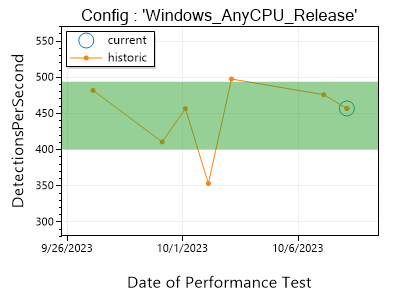 Config : 'Windows_AnyCPU_Release'
current
historic
550
500
450
400
350
300
DetectionsPerSecond
9/26/2023 10/1/2023 10/6/2023
Date of Performance Test